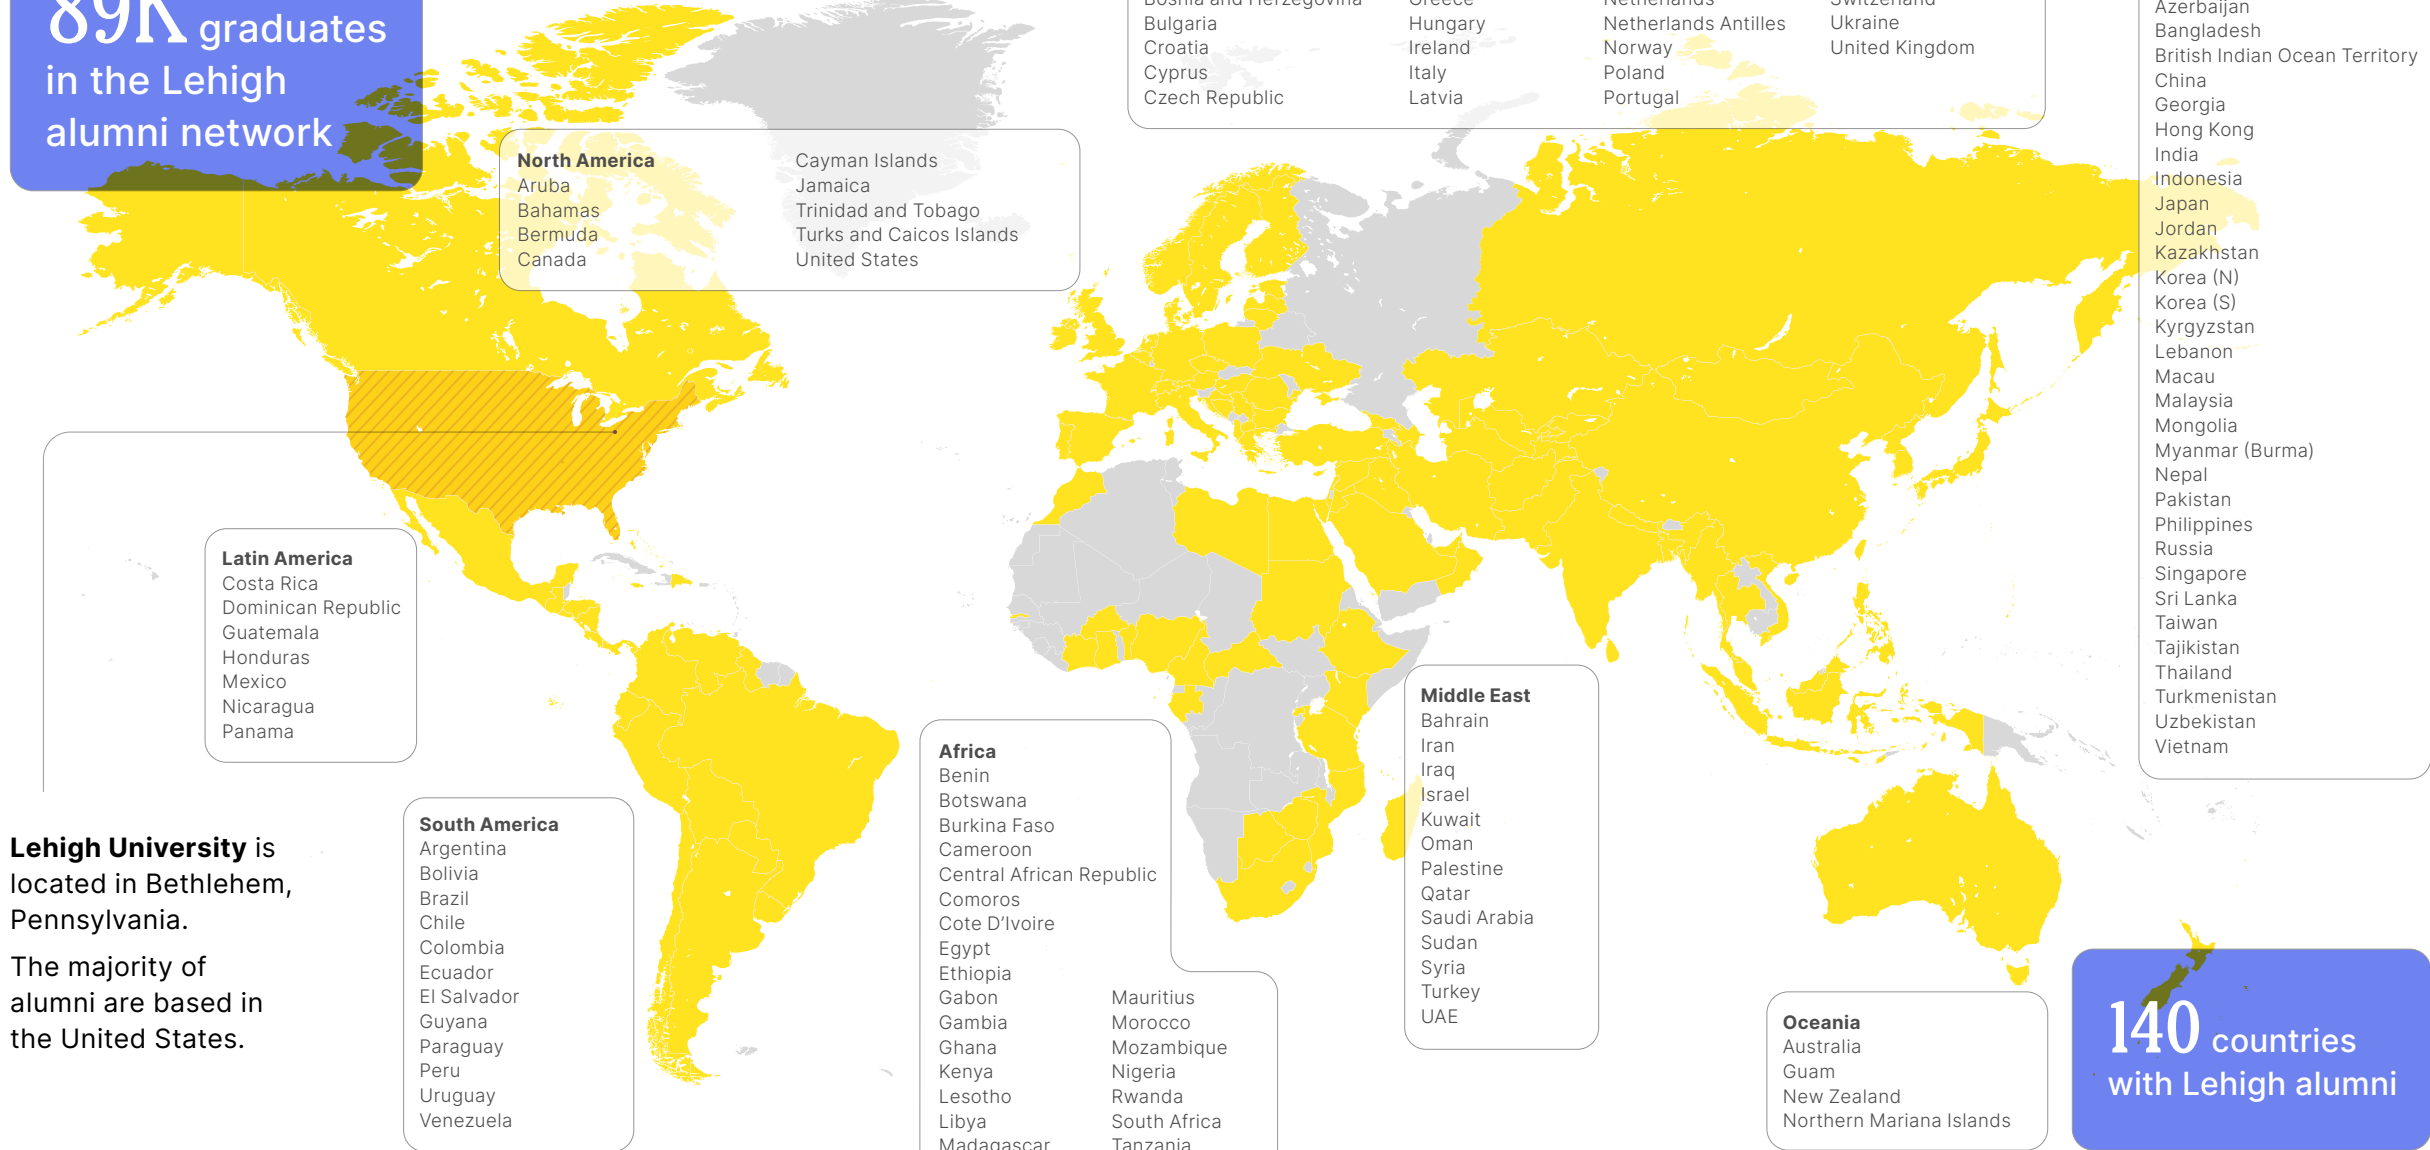 89K graduates
in the Lehigh
alumni network
Bosnia and Herzegovina
Bulgaria
Croatia
Cyprus
Czech Republic
Greece
Hungary
Ireland
Italy
Latvia
Netherlands
Netherlands Antilles
Norway
Poland
Portugal
Switzerland
Ukraine
United Kingdom
Azerbaijan
Bangladesh
British Indian Ocean Territory
China
Georgia
Hong Kong
India
Indonesia
Japan
Jordan
Kazakhstan
Korea (N)
Korea (S)
Kyrgyzstan
Lebanon
Macau
Malaysia
Mongolia
Myanmar (Burma)
Nepal
Pakistan
Philippines
Russia
Singapore
Sri Lanka
Taiwan
Tajikistan
Thailand
Turkmenistan
Uzbekistan
Vietnam
North America
Aruba
Bahamas
Bermuda
Canada
Cayman Islands
Jamaica
Trinidad and Tobago
Turks and Caicos Islands
United States
Latin America
Costa Rica
Dominican Republic
Guatemala
Honduras
Mexico
Nicaragua
Panama
Lehigh University is
located in Bethlehem,
Pennsylvania.
The majority of
alumni are based in
the United States.
South America
Argentina
Bolivia
Brazil
Chile
Colombia
Ecuador
El Salvador
Guyana
Paraguay
Peru
Uruguay
Venezuela
Africa
Benin
Botswana
Burkina Faso
Cameroon
Central African Republic
Comoros
Cote D’Ivoire
Egypt
Ethiopia
Gabon
Gambia
Ghana
Kenya
Lesotho
Libya
Madagascar
Mauritius
Morocco
Mozambique
Nigeria
Rwanda
South Africa
Tanzania
Middle East
Bahrain
Iran
Iraq
Israel
Kuwait
Oman
Palestine
Qatar
Saudi Arabia
Sudan
Syria
Turkey
UAE
Oceania
Australia
Guam
New Zealand
Northern Mariana Islands
140 countries
with Lehigh alumni